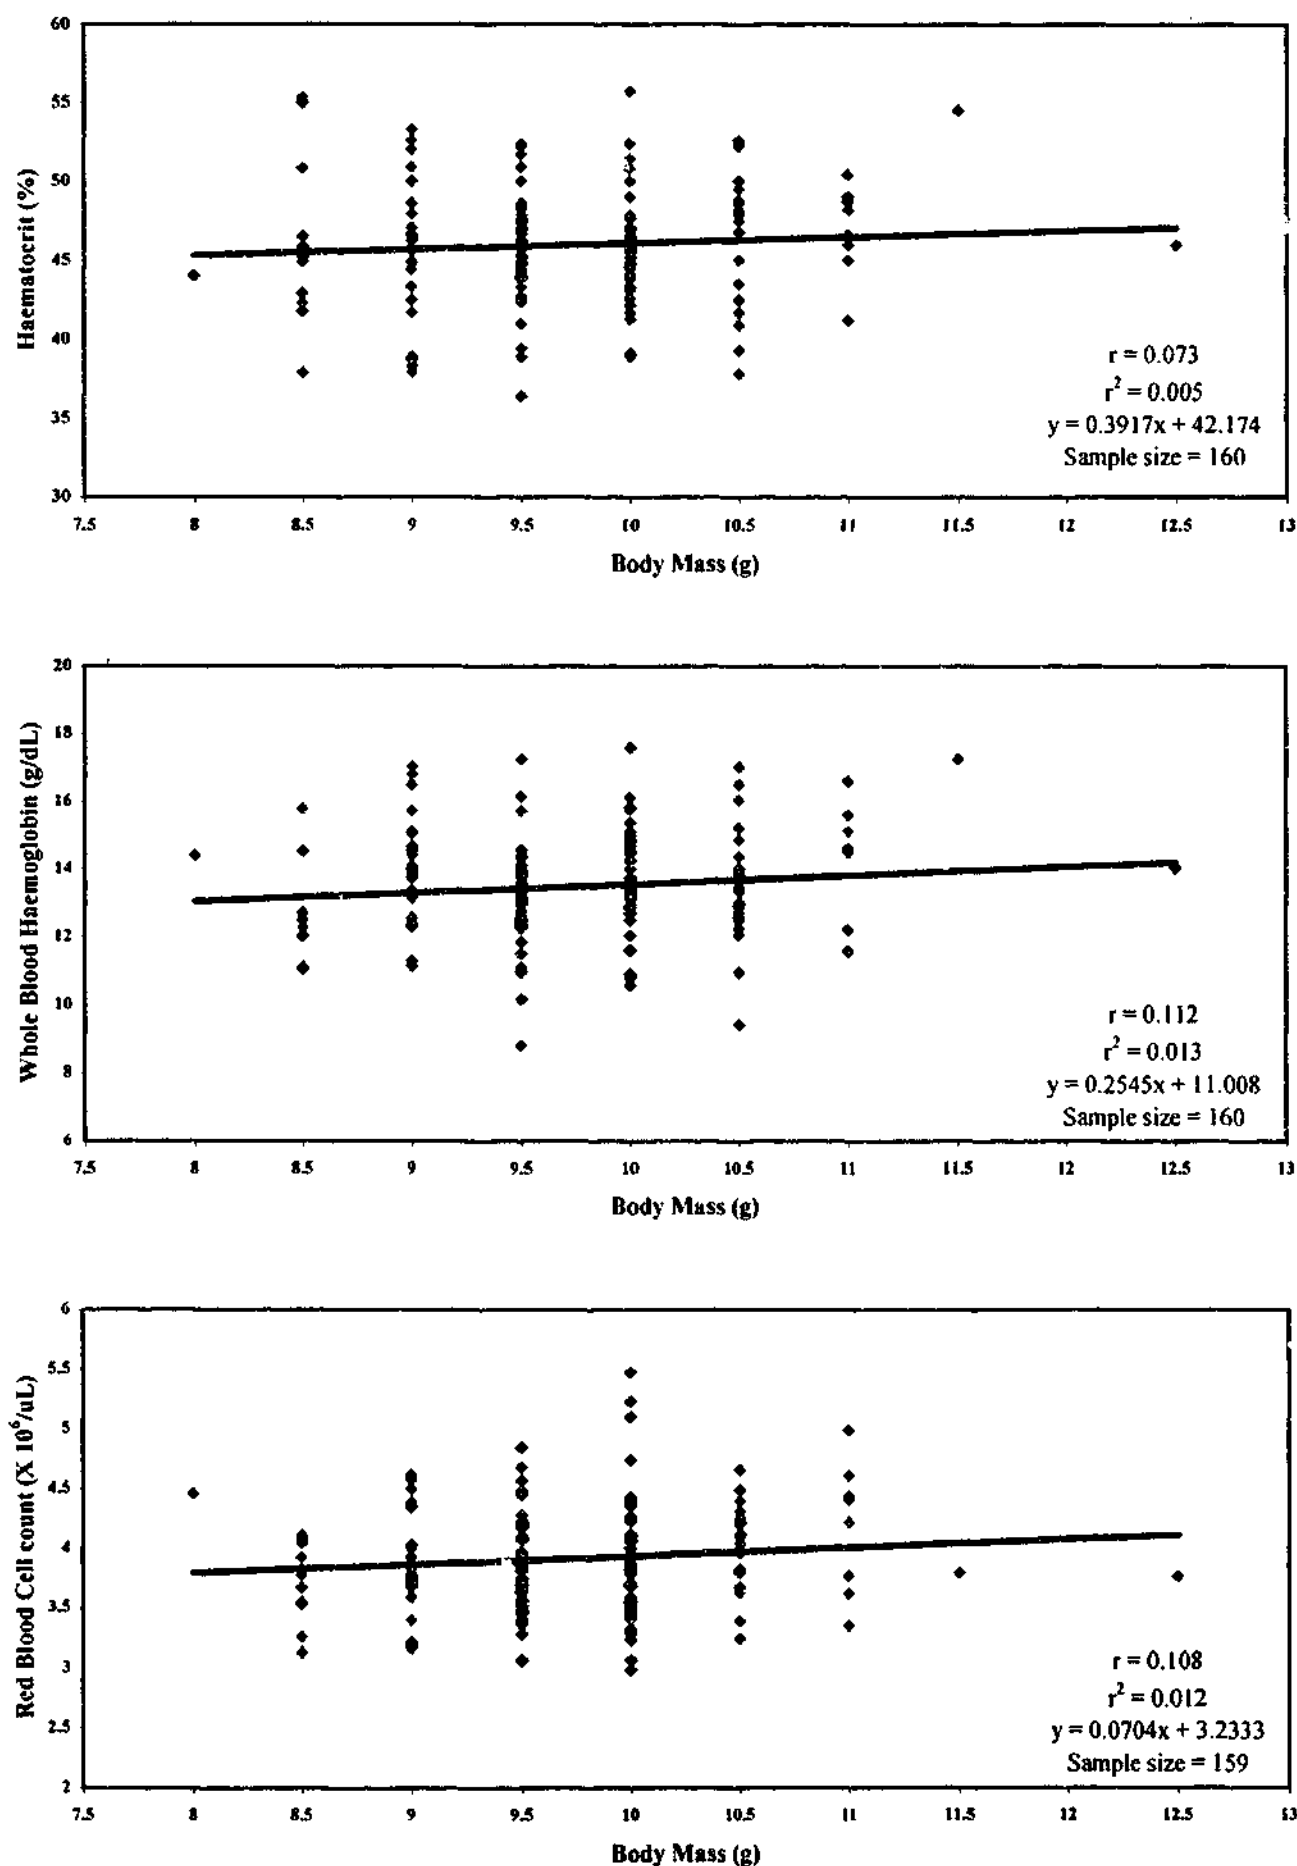 60
55
50
45
40
35
30
Haematocrit (%)
r = 0.073
r² = 0.005
y = 0.3917x + 42.174
Sample size = 160
7.5 8 8.5 9 9.5 10 10.5 11 11.5 12 12.5 13
Body Mass (g)
20
18
16
14
12
10
8
6
Whole Blood Haemoglobin (g/dL)
r = 0.112
r² = 0.013
y = 0.2545x + 11.008
Sample size = 160
7.5 8 8.5 9 9.5 10 10.5 11 11.5 12 12.5 13
Body Mass (g)
6
5.5
5
4.5
4
3.5
3
2.5
2
Red Blood Cell count (X 10⁶/uL)
r = 0.108
r² = 0.012
y = 0.0704x + 3.2333
Sample size = 159
7.5 8 8.5 9 9.5 10 10.5 11 11.5 12 12.5 13
Body Mass (g)